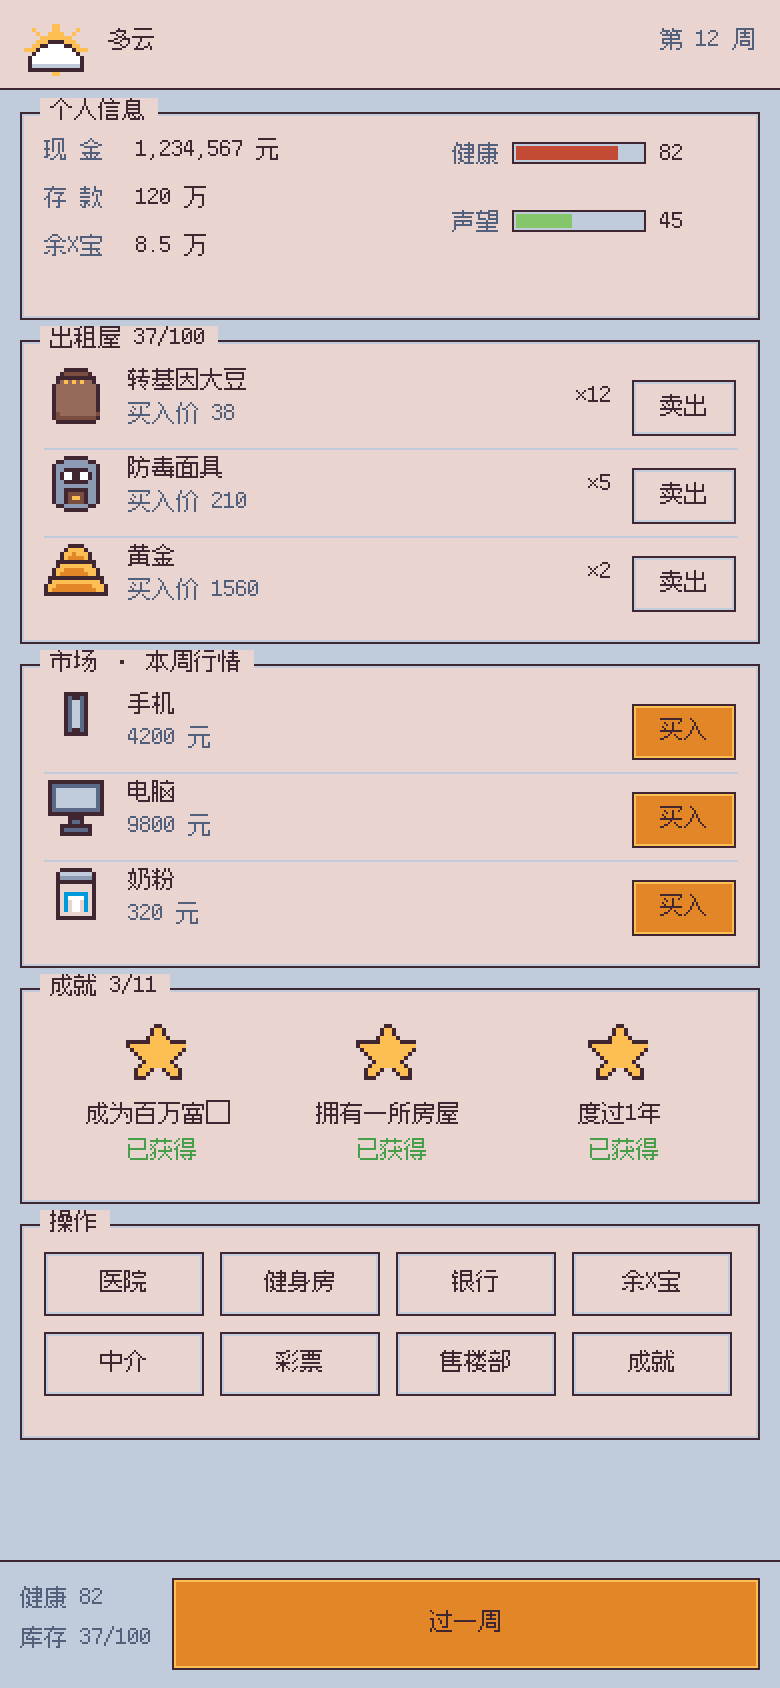 多云
第 12 周
个人信息
现 金 1,234,567 元
健康 82
存 款 120 万
声望 45
余X宝 8.5 万
出租屋 37/100
转基因大豆
买入价 38
×12
卖出
防毒面具
买入价 210
×5
卖出
黄金
买入价 1560
×2
卖出
市场 · 本周行情
手机
4200 元
买入
电脑
9800 元
买入
奶粉
320 元
买入
成就 3/11
成为百万富□
已获得
拥有一所房屋
已获得
度过1年
已获得
操作
医院
健身房
银行
余X宝
中介
彩票
售楼部
成就
健康 82
库存 37/100
过一周